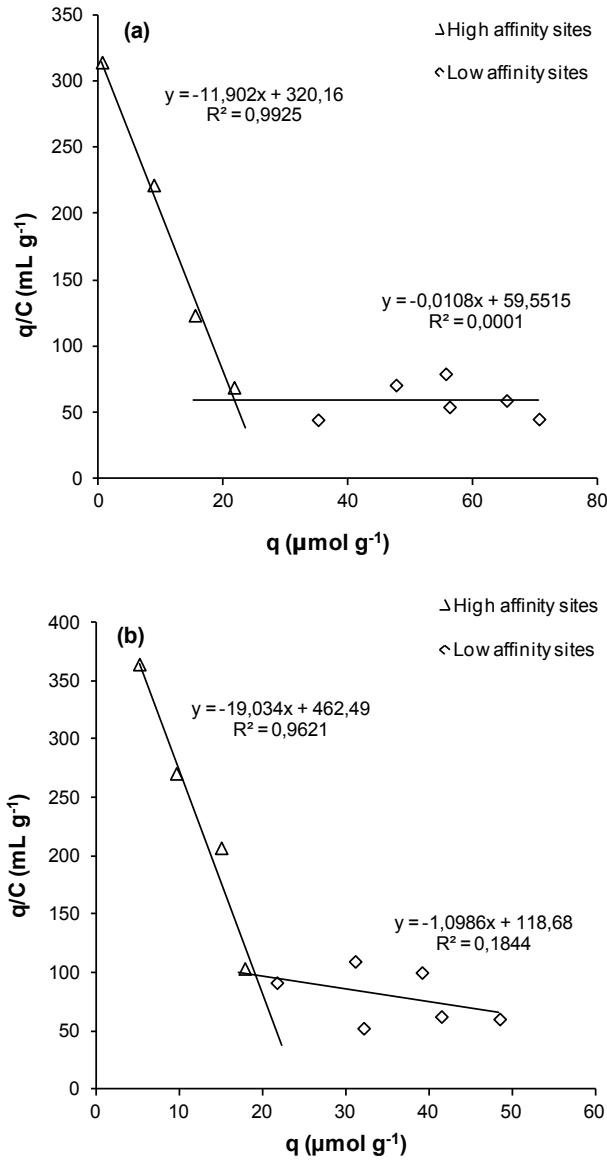 (a)
△High affinity sites
◇Low affinity sites
y = -11,902x + 320,16
R² = 0,9925
y = -0,0108x + 59,5515
R² = 0,0001
350
300
250
200
150
100
50
0
q/C (mL g⁻¹)
0 20 40 60 80
q (µmol g⁻¹)
(b)
△High affinity sites
◇Low affinity sites
y = -19,034x + 462,49
R² = 0,9621
y = -1,0986x + 118,68
R² = 0,1844
400
350
300
250
200
150
100
50
0
q/C (mL g⁻¹)
0 10 20 30 40 50 60
q (µmol g⁻¹)